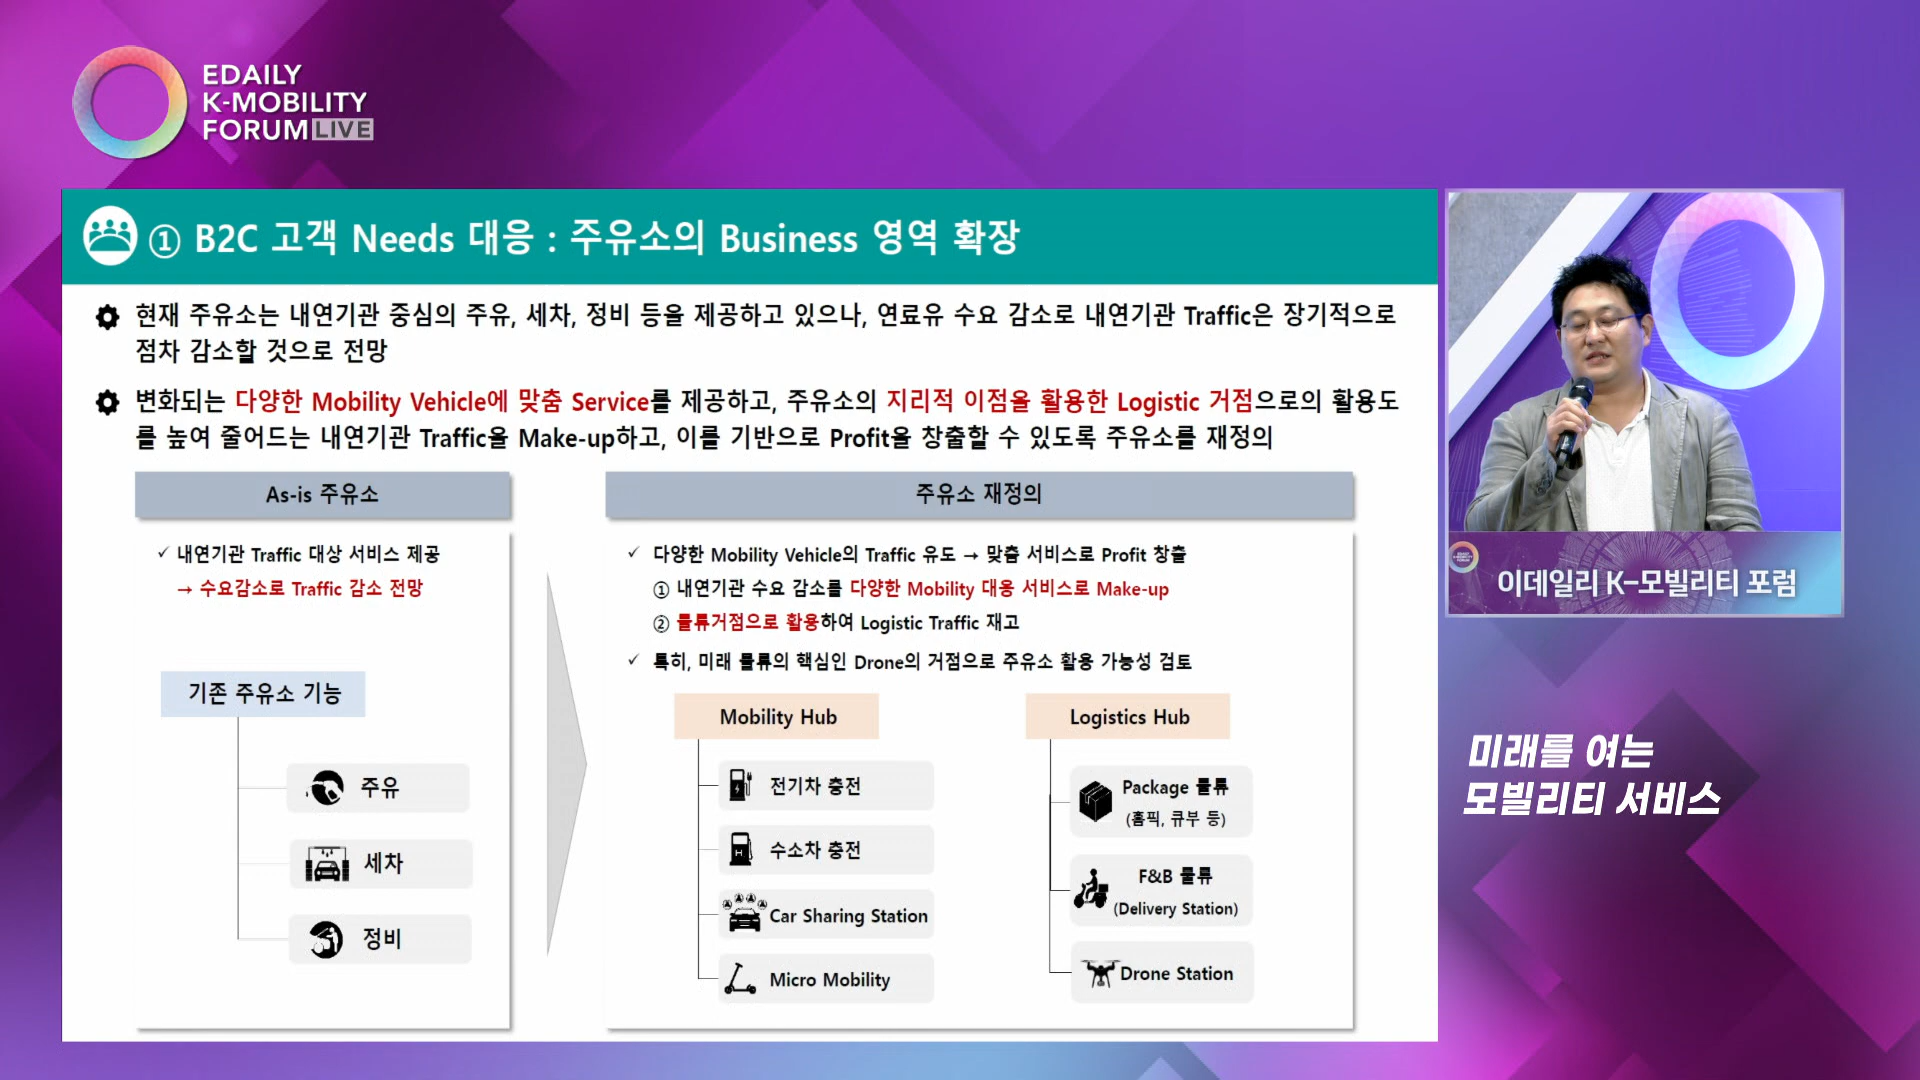 EDAILY
K-MOBILITY
FORUM LIVE
① B2C 고객 Needs 대응 : 주유소의 Business 영역 확장
현재 주유소는 내연기관 중심의 주유, 세차, 정비 등을 제공하고 있으나, 연료유 수요 감소로 내연기관 Traffic은 장기적으로
점차 감소할 것으로 전망
변화되는 다양한 Mobility Vehicle에 맞춤 Service를 제공하고, 주유소의 지리적 이점을 활용한 Logistic 거점으로의 활용도
를 높여 줄어드는 내연기관 Traffic을 Make-up하고, 이를 기반으로 Profit을 창출할 수 있도록 주유소를 재정의
As-is 주유소
✓ 내연기관 Traffic 대상 서비스 제공
→ 수요감소로 Traffic 감소 전망
기존 주유소 기능
주유
세차
정비
주유소 재정의
✓ 다양한 Mobility Vehicle의 Traffic 유도 → 맞춤 서비스로 Profit 창출
① 내연기관 수요 감소를 다양한 Mobility 대응 서비스로 Make-up
② 물류거점으로 활용하여 Logistic Traffic 재고
✓ 특히, 미래 물류의 핵심인 Drone의 거점으로 주유소 활용 가능성 검토
Mobility Hub
전기차 충전
수소차 충전
Car Sharing Station
Micro Mobility
Logistics Hub
Package 물류
(홈픽, 큐부 등)
F&B 물류
(Delivery Station)
Drone Station
이데일리 K-모빌리티 포럼
미래를 여는
모빌리티 서비스